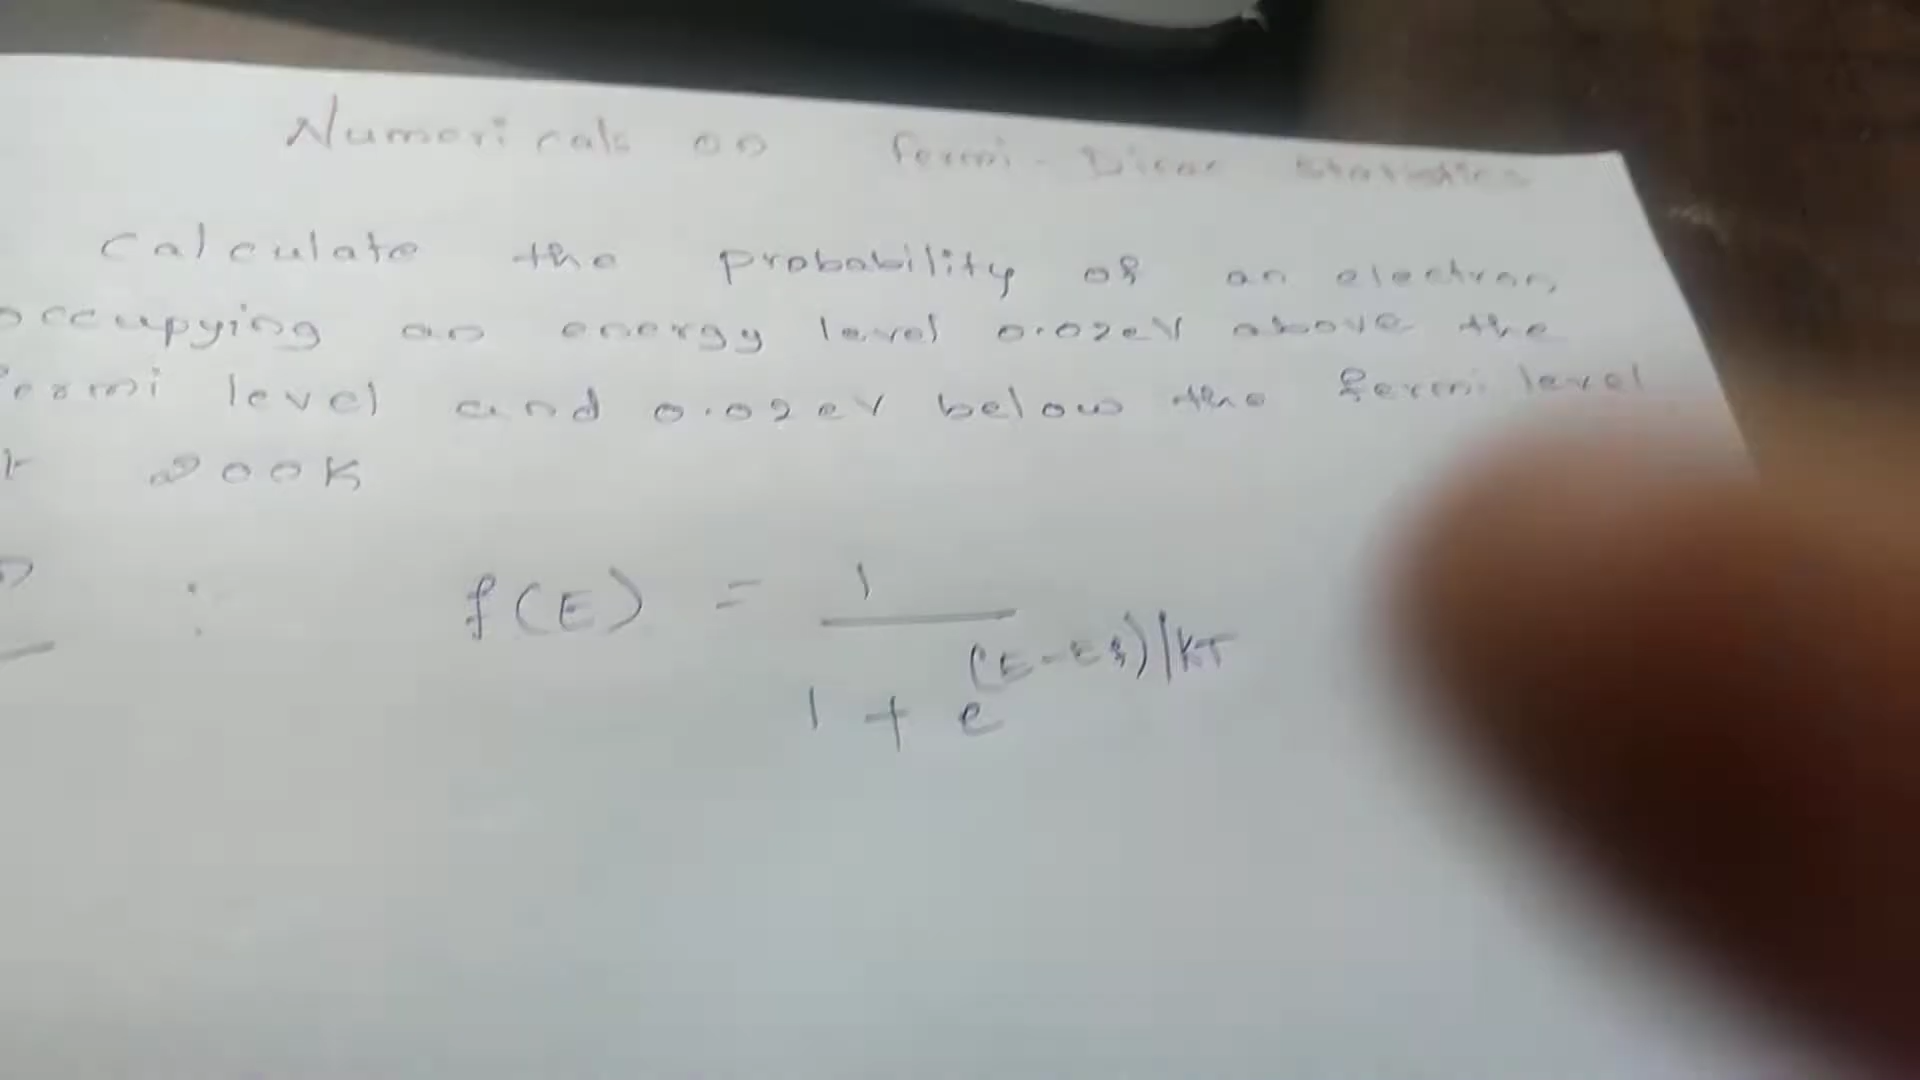 Numericals on Fermi-Dirac Statistics
calculate the probability of an electron
occupying an energy level 0.02eV above the
fermi level and 0.02eV below the fermi level
200K
f(E) = 1
(E-Ef)/KT
1 + e